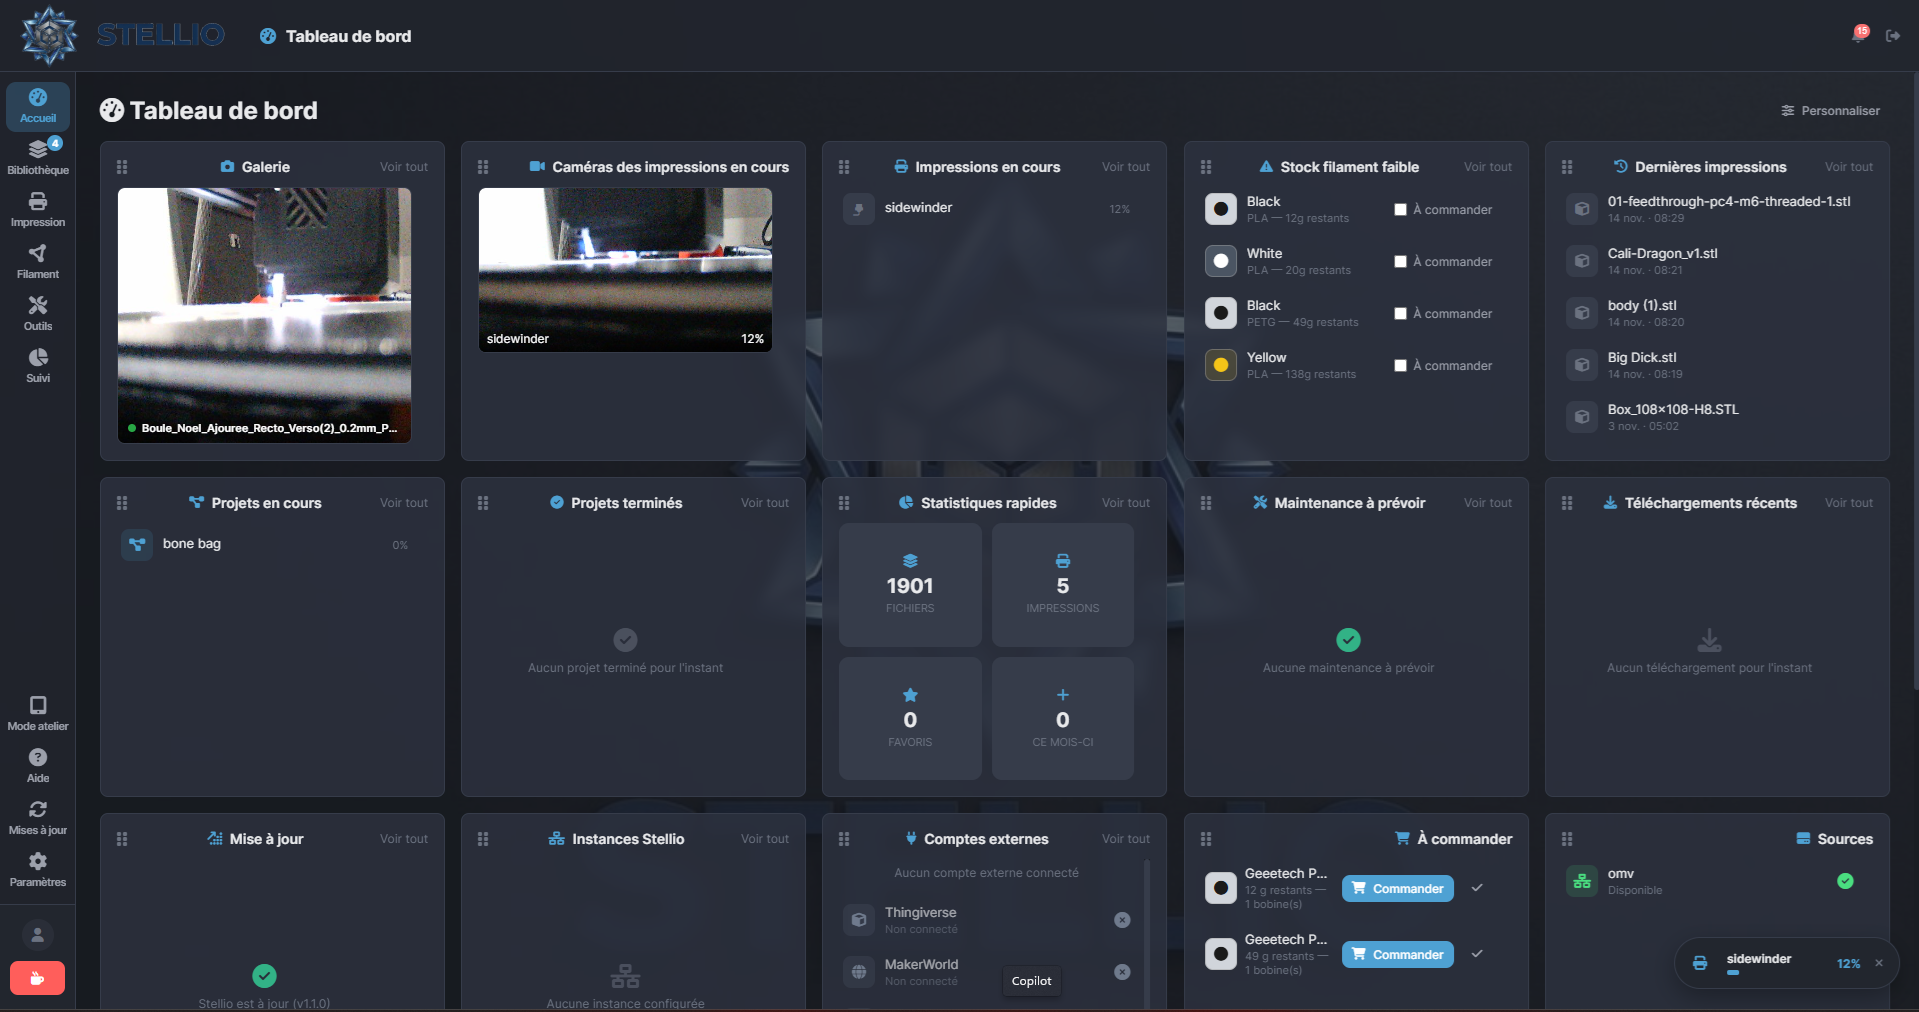 STELLIO
Tableau de bord
15
Tableau de bord
Personnaliser
Accueil
4
Bibliothèque
Impression
Filament
Outils
Suivi
Mode atelier
Aide
Mises à jour
Paramètres
Galerie
Voir tout
Boule_Noel_Ajouree_Recto_Verso(2)_0.2mm_P...
Caméras des impressions en cours
sidewinder
12%
Impressions en cours
Voir tout
sidewinder
12%
Stock filament faible
Voir tout
Black
PLA — 12g restants
À commander
White
PLA — 20g restants
À commander
Black
PETG — 49g restants
À commander
Yellow
PLA — 138g restants
À commander
Dernières impressions
Voir tout
01-feedthrough-pc4-m6-threaded-1.stl
14 nov. · 08:29
Cali-Dragon_v1.stl
14 nov. · 08:21
body (1).stl
14 nov. · 08:20
Big Dick.stl
14 nov. · 08:19
Box_108x108-H8.STL
3 nov. · 05:02
Projets en cours
Voir tout
bone bag
0%
Projets terminés
Voir tout
Aucun projet terminé pour l'instant
Statistiques rapides
Voir tout
1901
FICHIERS
5
IMPRESSIONS
0
FAVORIS
0
CE MOIS-CI
Maintenance à prévoir
Voir tout
Aucune maintenance à prévoir
Téléchargements récents
Voir tout
Aucun téléchargement pour l'instant
Mise à jour
Voir tout
Stellio est à jour (v1.1.0)
Instances Stellio
Voir tout
Aucune instance configurée
Comptes externes
Voir tout
Aucun compte externe connecté
Thingiverse
Non connecté
MakerWorld
Non connecté
Copilot
À commander
Geeetech P...
12 g restants —
1 bobine(s)
Commander
Geeetech P...
49 g restants —
1 bobine(s)
Commander
Sources
omv
Disponible
sidewinder
12%